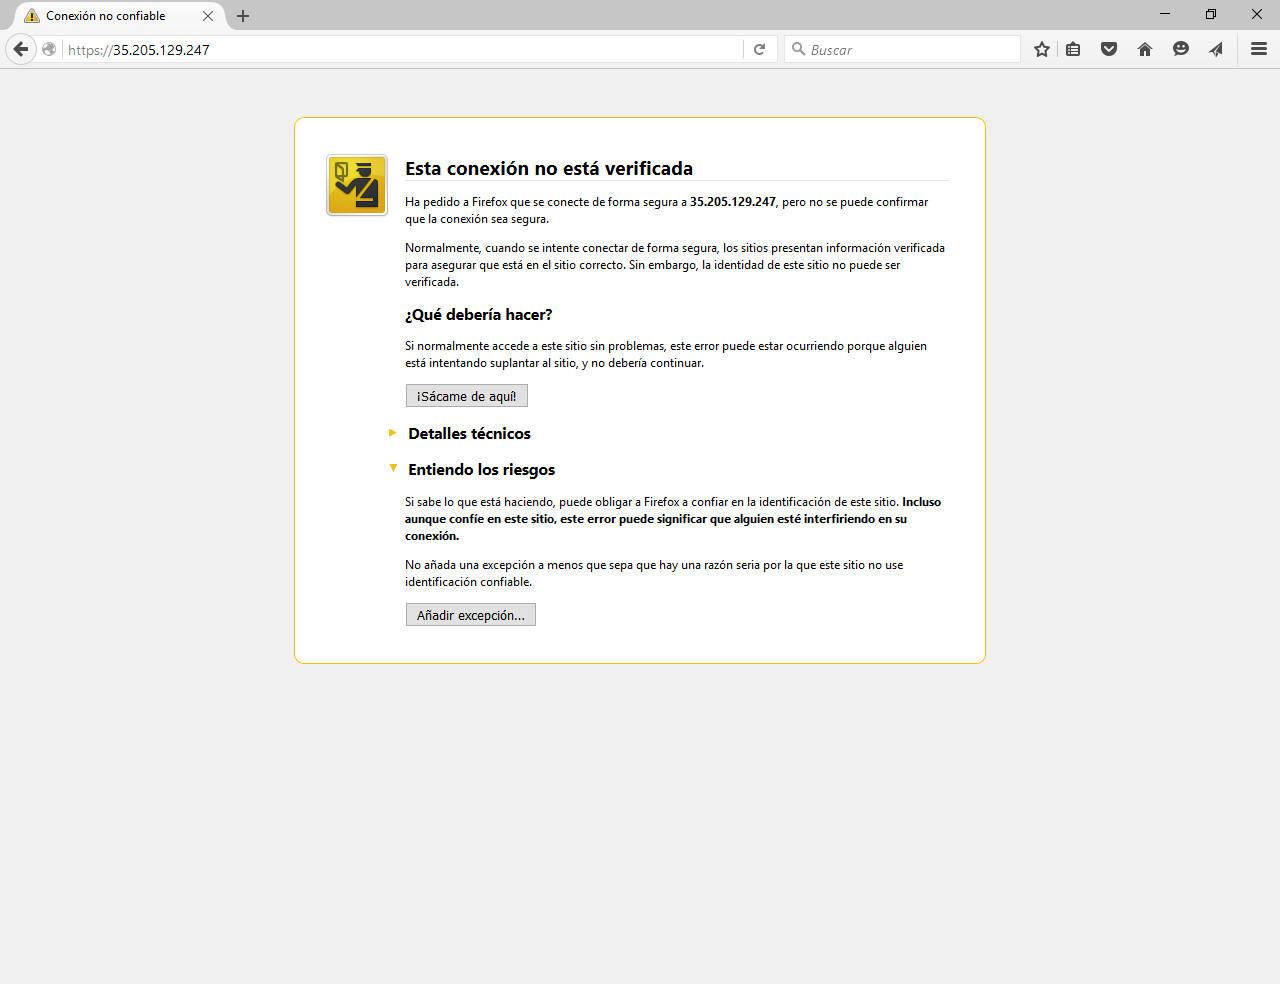 Conexión no confiable
https://35.205.129.247
Buscar
Esta conexión no está verificada
Ha pedido a Firefox que se conecte de forma segura a 35.205.129.247, pero no se puede confirmar
que la conexión sea segura.
Normalmente, cuando se intente conectar de forma segura, los sitios presentan información verificada
para asegurar que está en el sitio correcto. Sin embargo, la identidad de este sitio no puede ser
verificada.
¿Qué debería hacer?
Si normalmente accede a este sitio sin problemas, este error puede estar ocurriendo porque alguien
está intentando suplantar al sitio, y no debería continuar.
¡Sácame de aquí!
Detalles técnicos
Entiendo los riesgos
Si sabe lo que está haciendo, puede obligar a Firefox a confiar en la identificación de este sitio. Incluso
aunque confíe en este sitio, este error puede significar que alguien esté interfiriendo en su
conexión.
No añada una excepción a menos que sepa que hay una razón seria por la que este sitio no use
identificación confiable.
Añadir excepción...